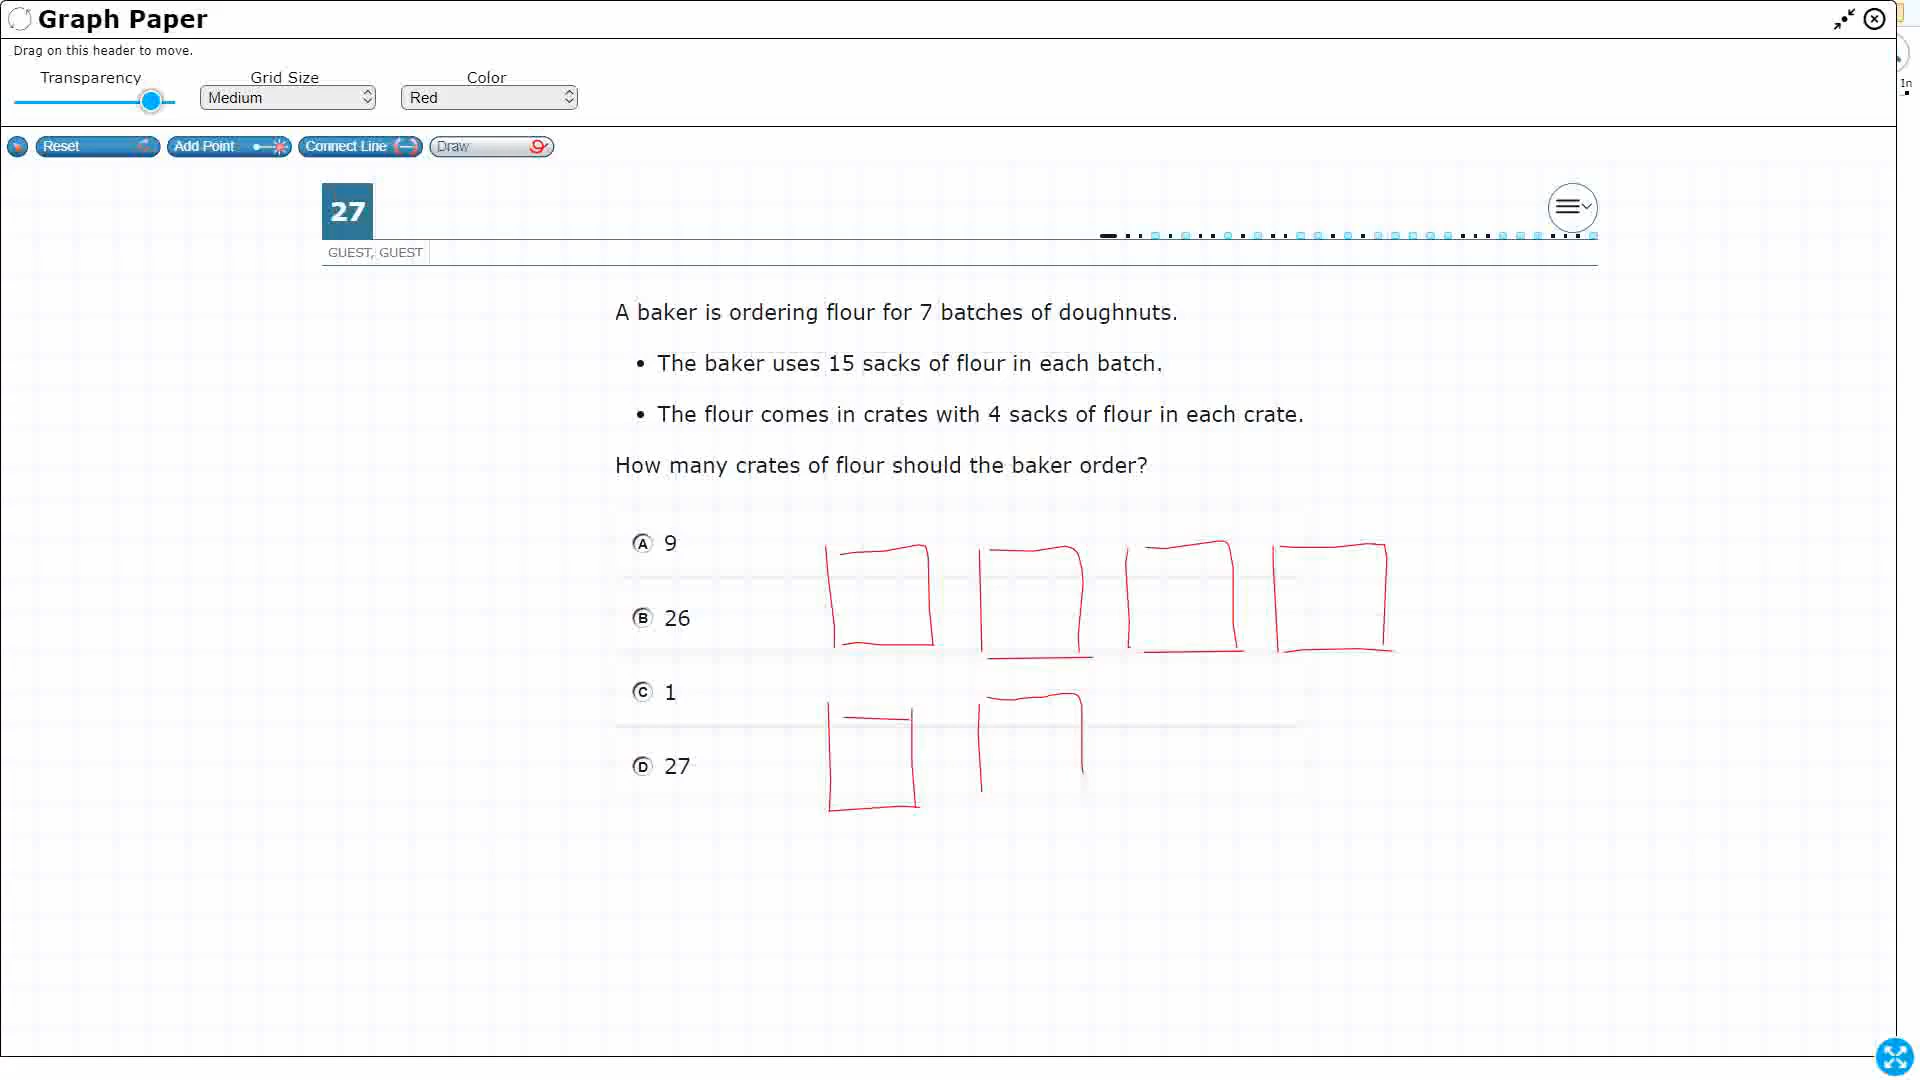 Graph Paper
Drag on this header to move.
Transparency Grid Size Color
Medium Red
Reset Add Point Connect Line Draw
27
GUEST, GUEST
A baker is ordering flour for 7 batches of doughnuts.
• The baker uses 15 sacks of flour in each batch.
• The flour comes in crates with 4 sacks of flour in each crate.
How many crates of flour should the baker order?
A 9
B 26
C 1
D 27